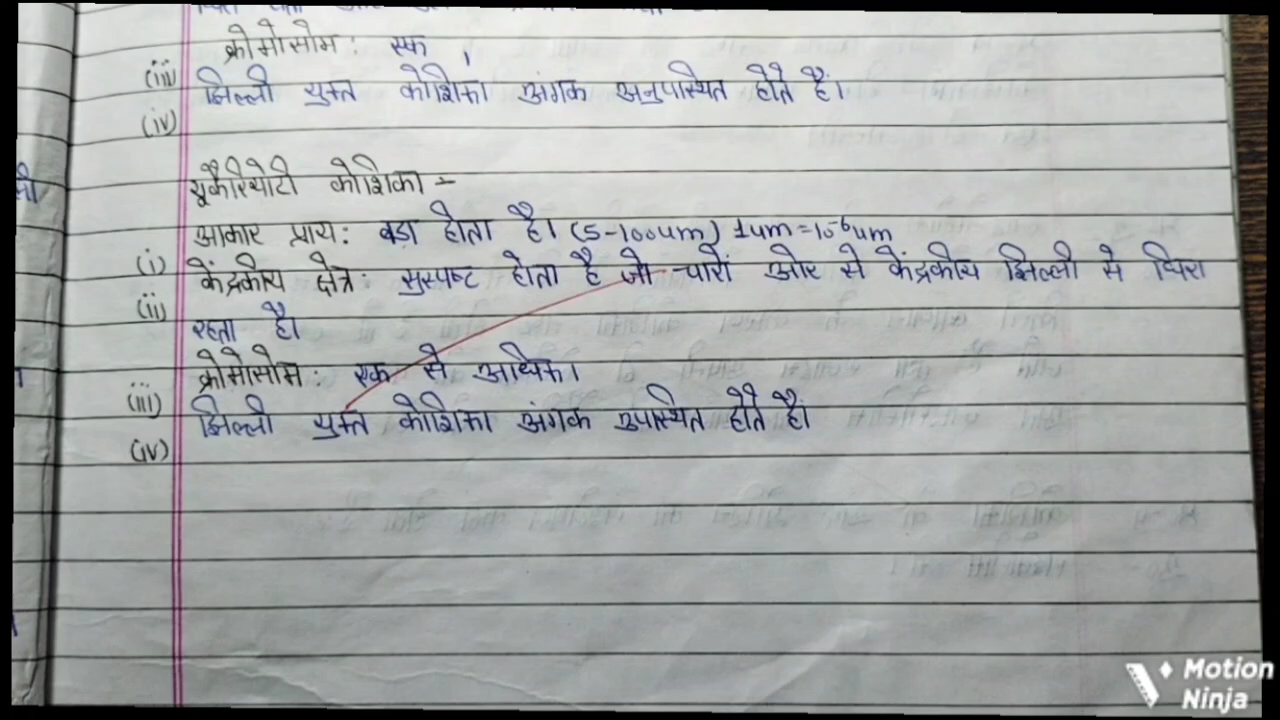 क्रोमोसोम: एक
(iii) झिल्ली युक्त कोशिका अंगक अनुपस्थित होते हैं।
(iv)
यूकैरियोटी कोशिका =
आकार प्राय: बड़ा होता है। (5-100um) 1um=10⁻⁶um
(i) केंद्रकीय क्षेत्र: सुस्पष्ट होता है जो चारों ओर से केंद्रकीय झिल्ली से घिरा
(ii) रहता है।
क्रोमोसोम: एक से अधिक।
(iii) झिल्ली युक्त कोशिका अंगक उपस्थित होते हैं।
(iv)
Motion
Ninja